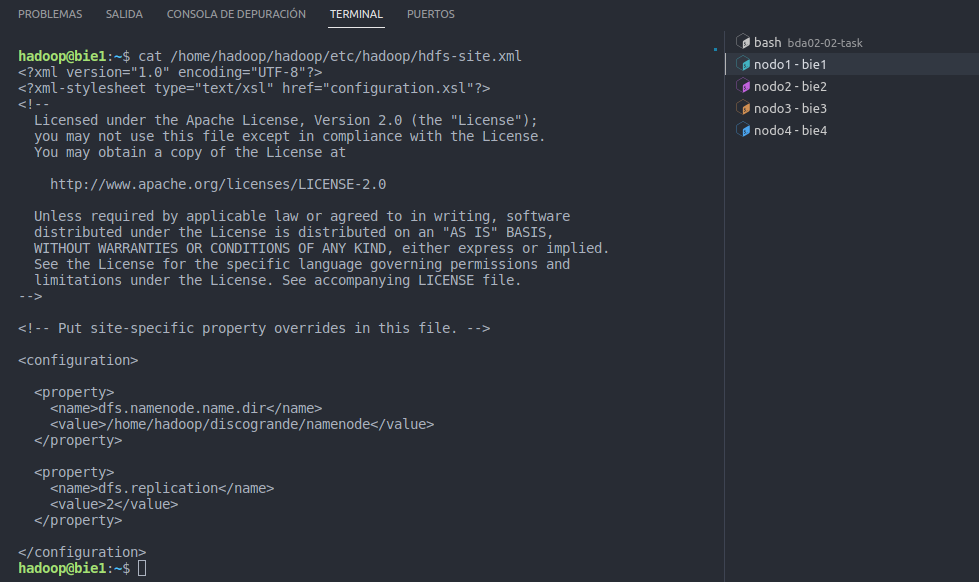 PROBLEMAS SALIDA CONSOLA DE DEPURACIÓN TERMINAL PUERTOS
hadoop@bie1:~$ cat /home/hadoop/hadoop/etc/hadoop/hdfs-site.xml
<?xml version="1.0" encoding="UTF-8"?>
<?xml-stylesheet type="text/xsl" href="configuration.xsl"?>
<!--
  Licensed under the Apache License, Version 2.0 (the "License");
  you may not use this file except in compliance with the License.
  You may obtain a copy of the License at

    http://www.apache.org/licenses/LICENSE-2.0

  Unless required by applicable law or agreed to in writing, software
  distributed under the License is distributed on an "AS IS" BASIS,
  WITHOUT WARRANTIES OR CONDITIONS OF ANY KIND, either express or implied.
  See the License for the specific language governing permissions and
  limitations under the License. See accompanying LICENSE file.
-->

<!-- Put site-specific property overrides in this file. -->

<configuration>

  <property>
    <name>dfs.namenode.name.dir</name>
    <value>/home/hadoop/discogrande/namenode</value>
  </property>

  <property>
    <name>dfs.replication</name>
    <value>2</value>
  </property>

</configuration>
hadoop@bie1:~$
bash bda02-02-task
nodo1 - bie1
nodo2 - bie2
nodo3 - bie3
nodo4 - bie4